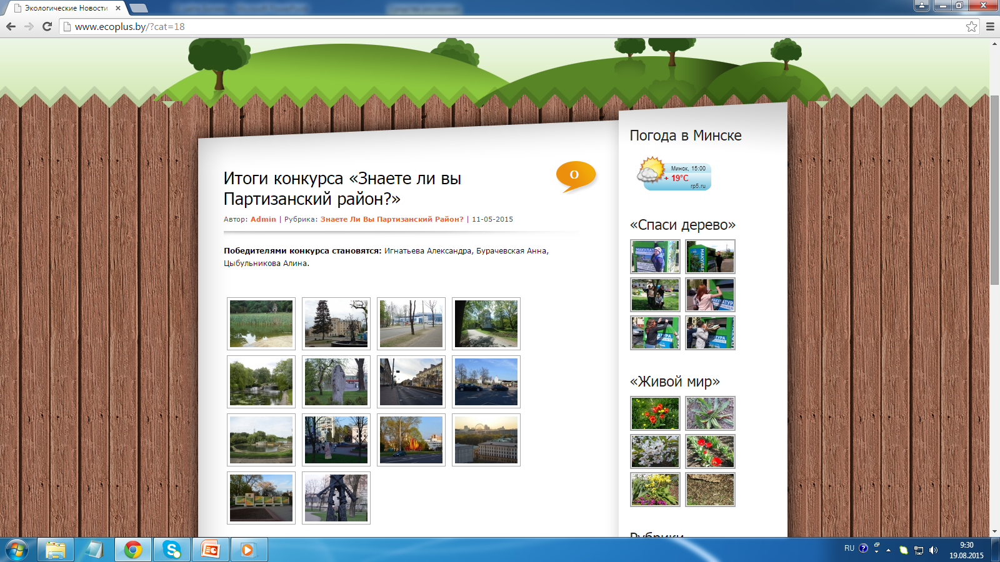 Экологические Новости
www.ecoplus.by/?cat=18
Погода в Минске
Минск, 15:00
+ 19°C
rp5.ru
Итоги конкурса «Знаете ли вы
Партизанский район?»
0
Автор: Admin | Рубрика: Знаете Ли Вы Партизанский Район? | 11-05-2015
Победителями конкурса становятся: Игнатьева Александра, Бурачевская Анна,
Цыбульникова Алина.
«Спаси дерево»
«Живой мир»
Рубрики
RU
9:30
19.08.2015